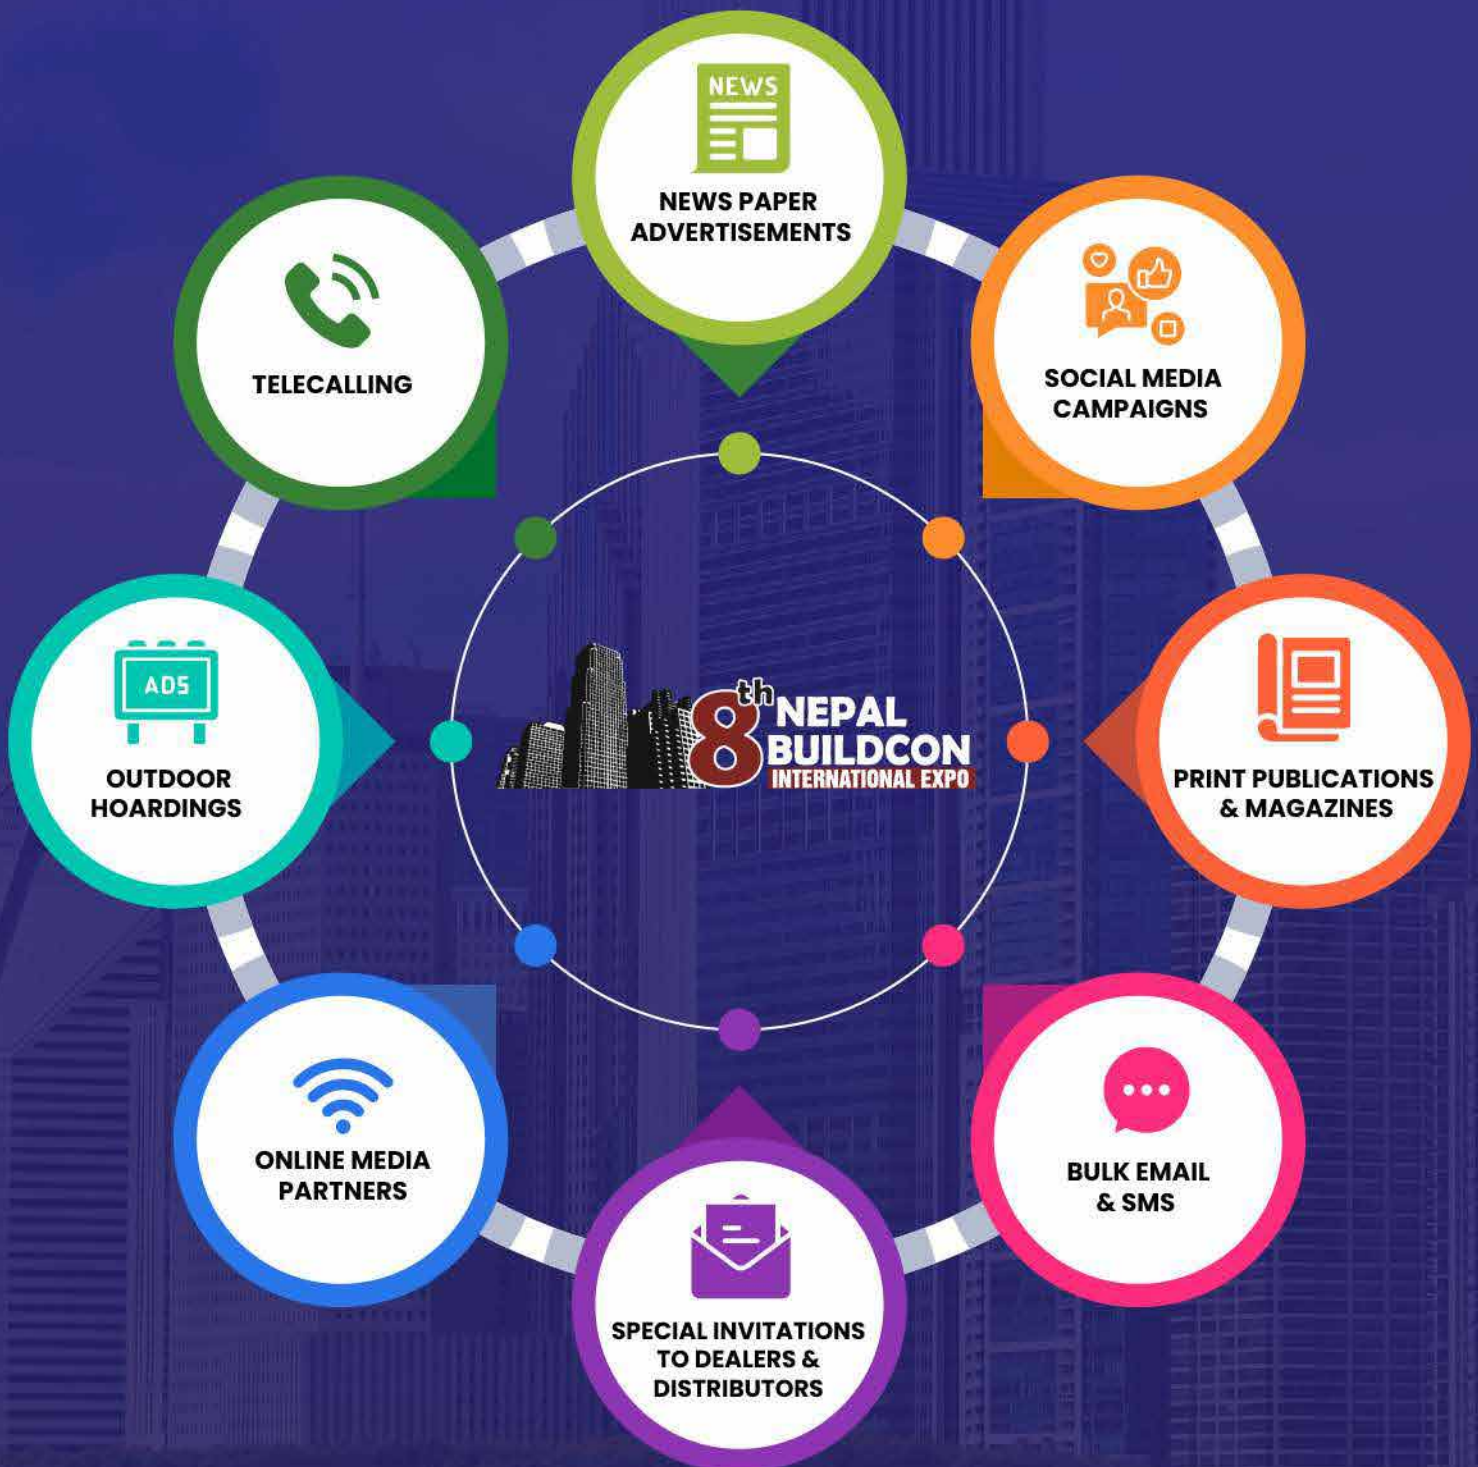 NEWS
NEWS PAPER
ADVERTISEMENTS
SOCIAL MEDIA
CAMPAIGNS
PRINT PUBLICATIONS
& MAGAZINES
BULK EMAIL
& SMS
SPECIAL INVITATIONS
TO DEALERS &
DISTRIBUTORS
ONLINE MEDIA
PARTNERS
ADS
OUTDOOR
HOARDINGS
TELECALLING
8th NEPAL
BUILDCON
INTERNATIONAL EXPO